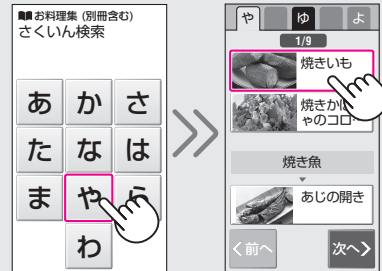 お料理集 (別冊含む)
さくいん検索
あ か さ
た な は
ま や ら
わ
や ゆ よ
1/9
焼きいも
焼きかぼ
ゃのコロ
焼き魚
あじの開き
前へ 次へ